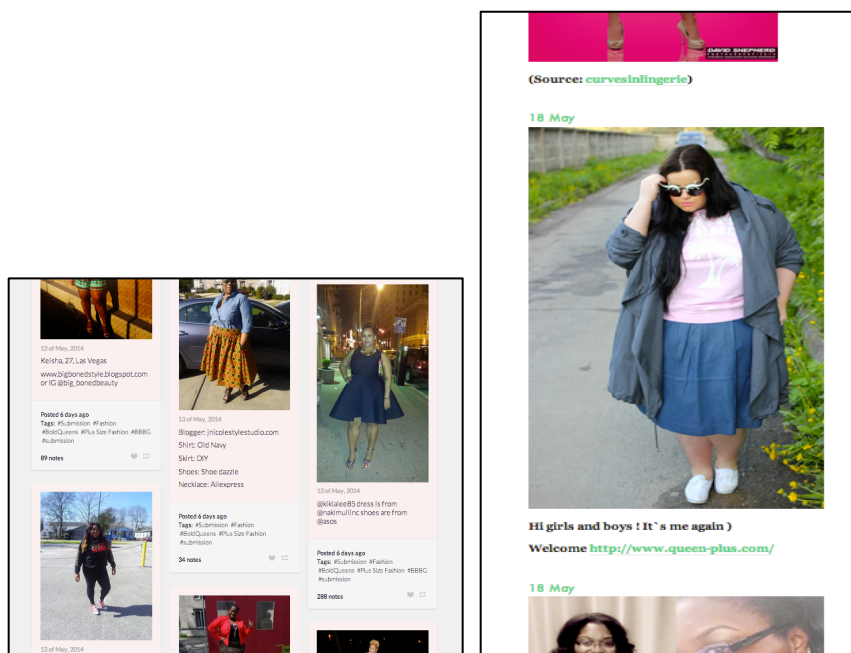 13 of May, 2014
Keisha, 27, Las Vegas
www.bigbonedstyle.blogspot.com
or IG @big_bonedbeauty
Posted 6 days ago
Tags: #Submission #Fashion
#BoldQueens #PLus Size Fashion #BBBG
#submission
89 notes
13 of May, 2014
13 of May, 2014
Blogger: jnicolestylestudio.com
Shirt: Old Navy
Skirt: DIY
Shoes: Shoe dazzle
Necklace: Aliexpress
Posted 6 days ago
Tags: #Submission #Fashion
#BoldQueens #Plus Size Fashion
#submission
34 notes
13 of May, 2014
@kikialee85 dress is from
@nakimuliinc shoes are from
@asos
Posted 6 days ago
Tags: #Submission #Fashion
#BoldQueens #Plus Size Fashion #BBBG
#submission
288 notes
DAVID SHEPHERD
(Source: curvesinlingerie)
18 May
Hi girls and boys ! It`s me again )
Welcome http://www.queen-plus.com/
18 May